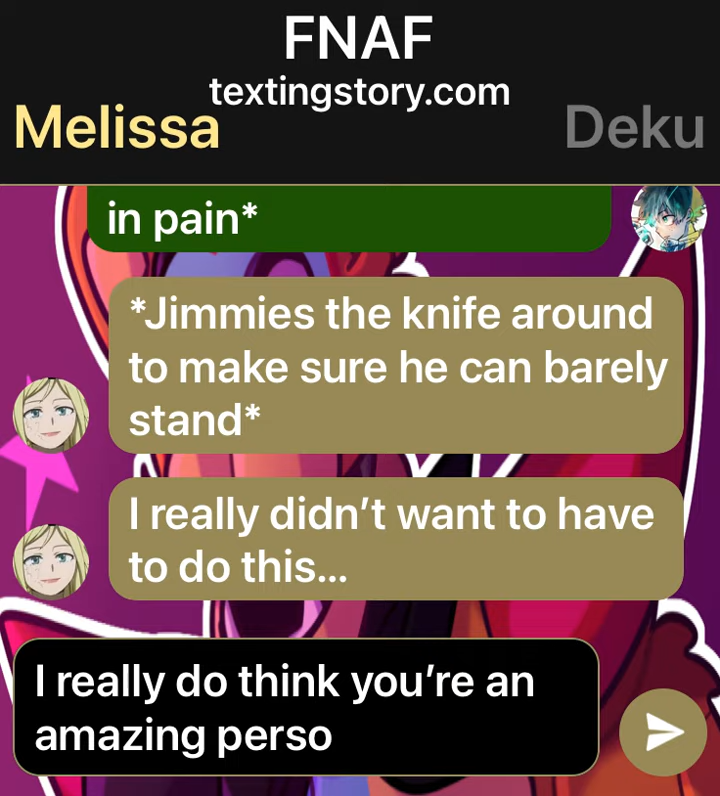 FNAF
textingstory.com
Melissa
Deku
in pain*
*Jimmies the knife around
to make sure he can barely
stand*
I really didn’t want to have
to do this...
I really do think you’re an
amazing perso